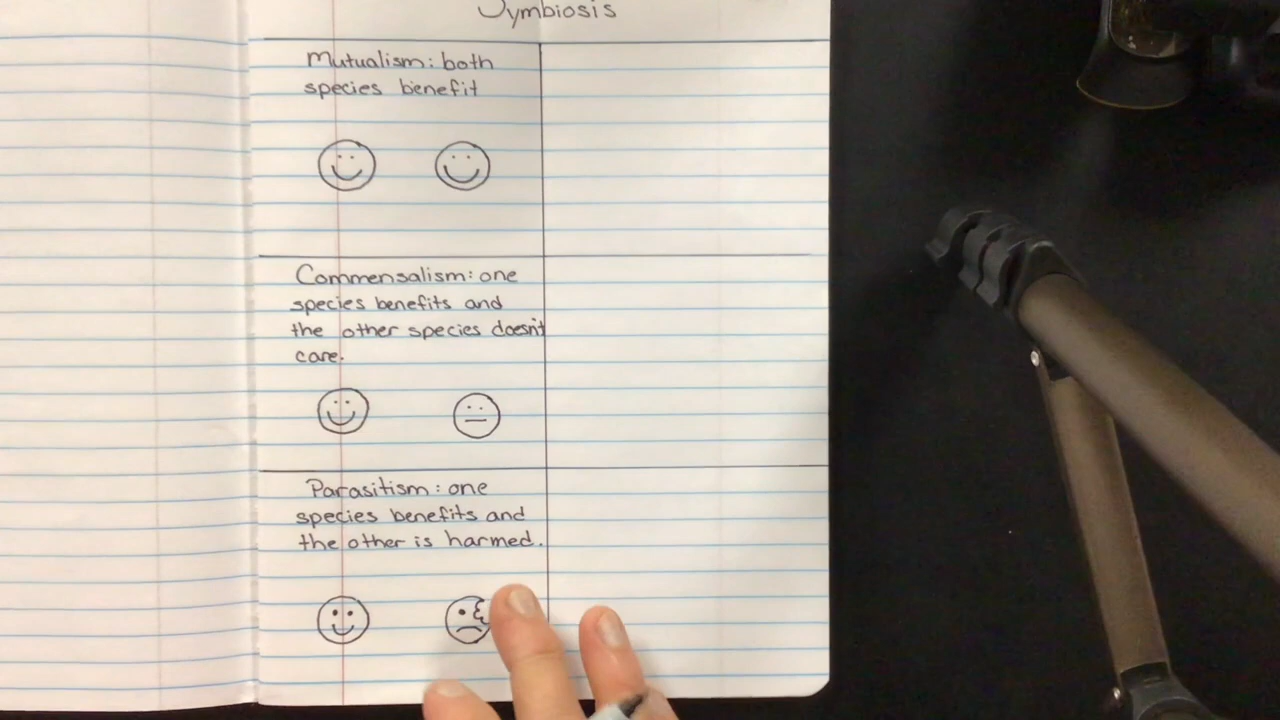 Symbiosis
Mutualism: both
species benefit
Commensalism: one
species benefits and
the other species doesn't
care.
Parasitism: one
species benefits and
the other is harmed.